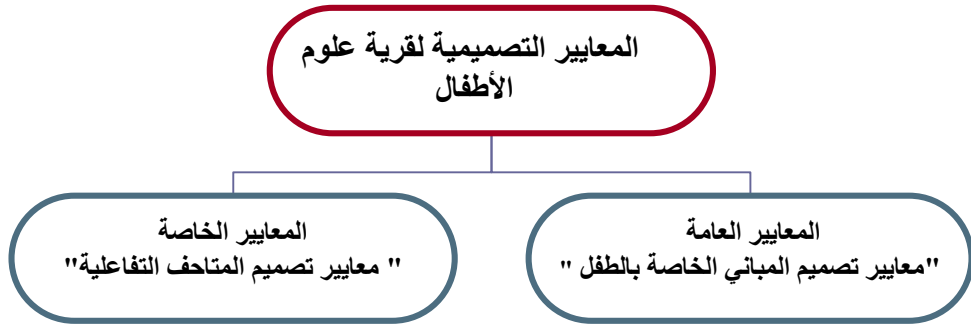 المعايير التصميمية لقرية علوم
الأطفال
المعايير العامة
"معايير تصميم المباني الخاصة بالطفل "
المعايير الخاصة
" معايير تصميم المتاحف التفاعلية"